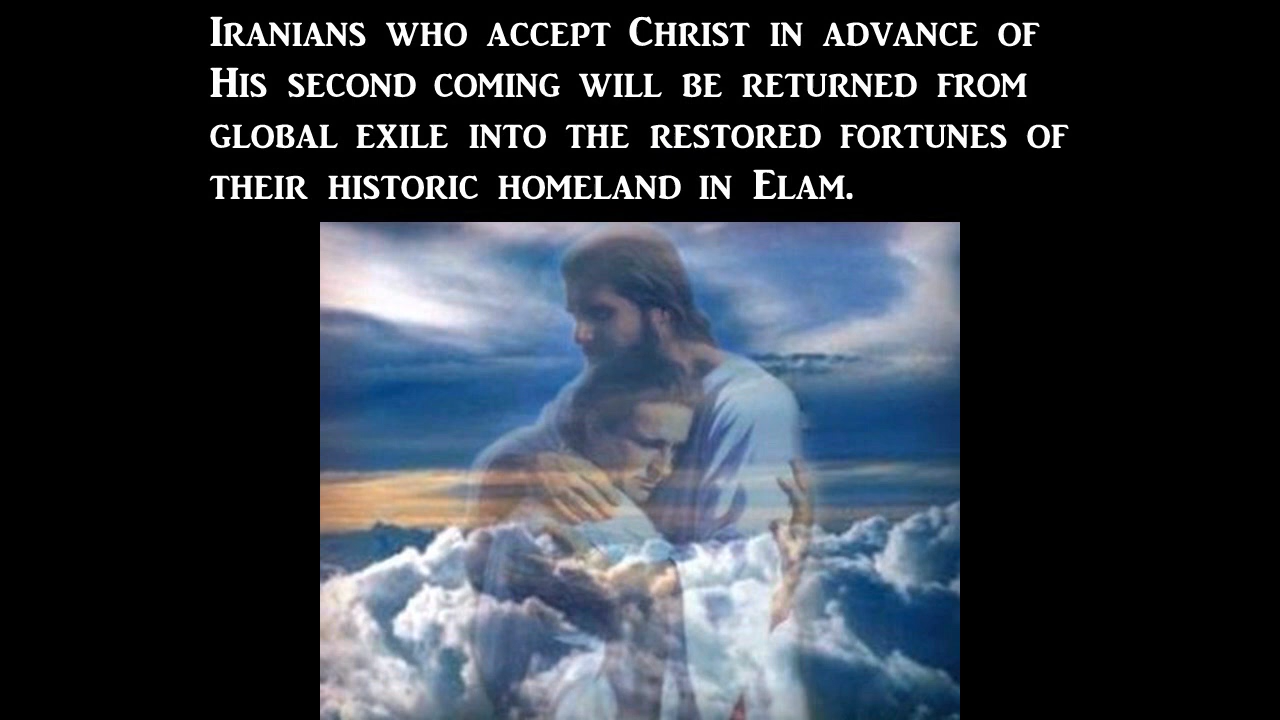 Iranians who accept Christ in advance of
His second coming will be returned from
global exile into the restored fortunes of
their historic homeland in Elam.